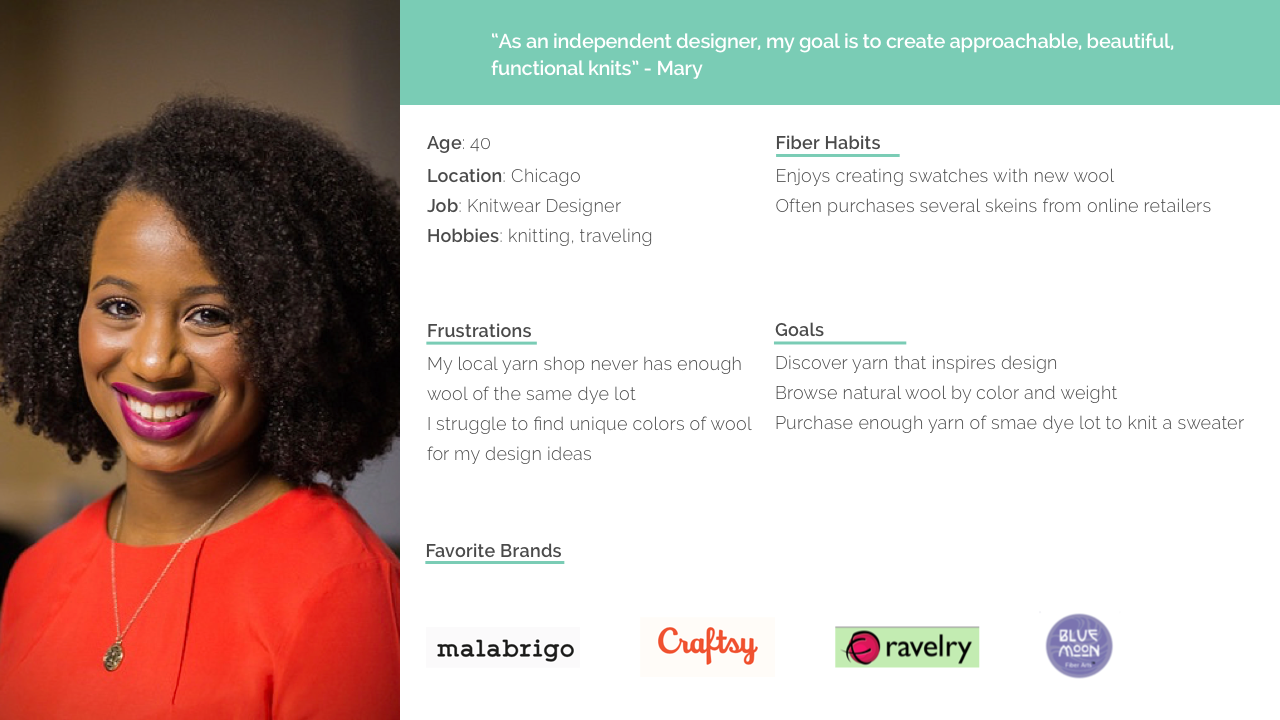 “As an independent designer, my goal is to create approachable, beautiful,
functional knits” - Mary
Age: 40
Location: Chicago
Job: Knitwear Designer
Hobbies: knitting, traveling
Fiber Habits
Enjoys creating swatches with new wool
Often purchases several skeins from online retailers
Frustrations
My local yarn shop never has enough
wool of the same dye lot
I struggle to find unique colors of wool
for my design ideas
Goals
Discover yarn that inspires design
Browse natural wool by color and weight
Purchase enough yarn of smae dye lot to knit a sweater
Favorite Brands
malabrigo
Craftsy
ravelry
BLUE
MOON
Fiber Arts